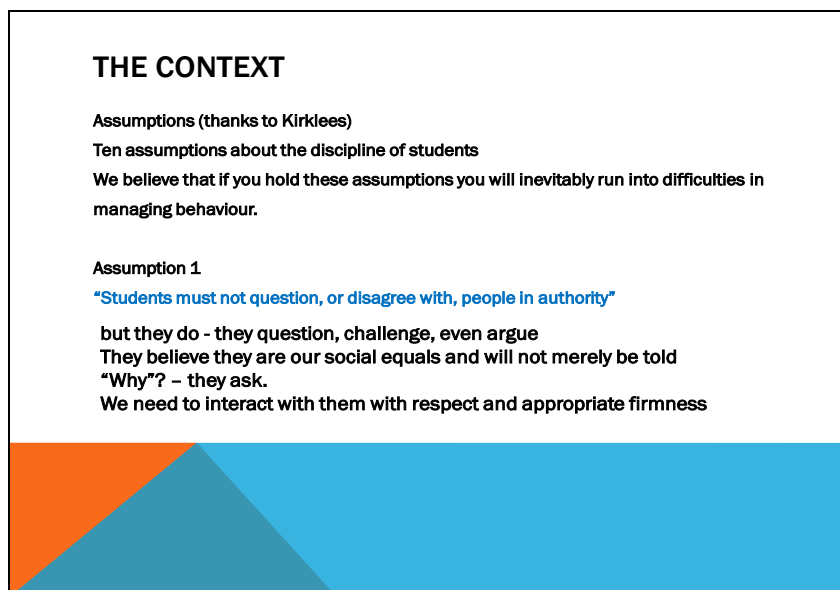 THE CONTEXT
Assumptions (thanks to Kirklees)
Ten assumptions about the discipline of students
We believe that if you hold these assumptions you will inevitably run into difficulties in
managing behaviour.
Assumption 1
“Students must not question, or disagree with, people in authority”
but they do - they question, challenge, even argue
They believe they are our social equals and will not merely be told
“Why”? – they ask.
We need to interact with them with respect and appropriate firmness